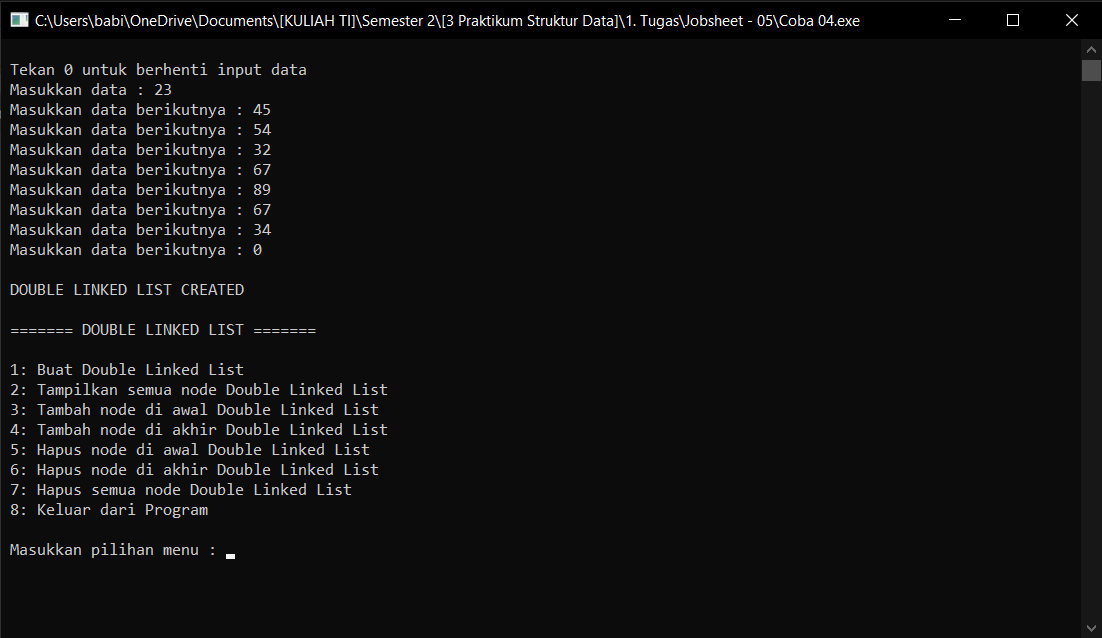 C:\Users\babi\OneDrive\Documents\[KULIAH TI]\Semester 2\[3 Praktikum Struktur Data]\1. Tugas\Jobsheet - 05\Coba 04.exe
Tekan 0 untuk berhenti input data
Masukkan data : 23
Masukkan data berikutnya : 45
Masukkan data berikutnya : 54
Masukkan data berikutnya : 32
Masukkan data berikutnya : 67
Masukkan data berikutnya : 89
Masukkan data berikutnya : 67
Masukkan data berikutnya : 34
Masukkan data berikutnya : 0
DOUBLE LINKED LIST CREATED
======= DOUBLE LINKED LIST =======
1: Buat Double Linked List
2: Tampilkan semua node Double Linked List
3: Tambah node di awal Double Linked List
4: Tambah node di akhir Double Linked List
5: Hapus node di awal Double Linked List
6: Hapus node di akhir Double Linked List
7: Hapus semua node Double Linked List
8: Keluar dari Program
Masukkan pilihan menu :